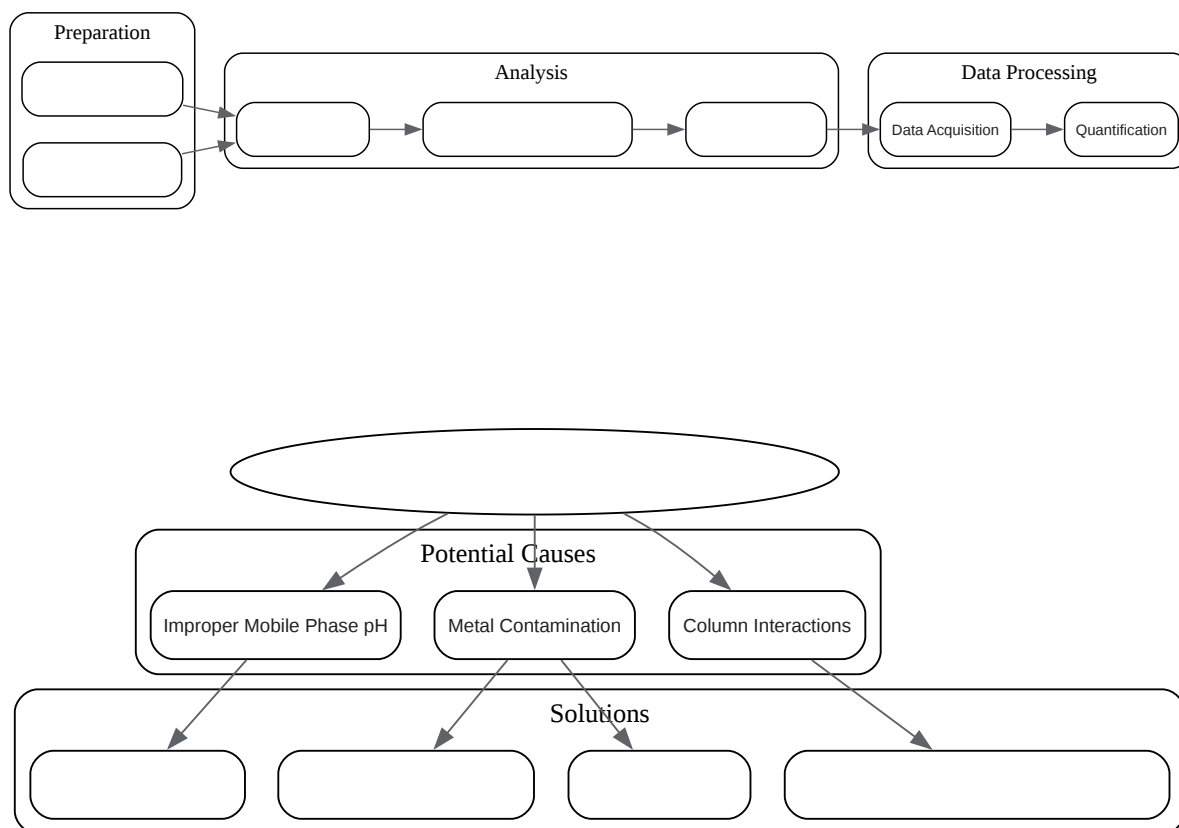 Preparation
Analysis
Data Processing
Data Acquisition
Quantification
Potential Causes
Improper Mobile Phase pH
Metal Contamination
Column Interactions
Solutions